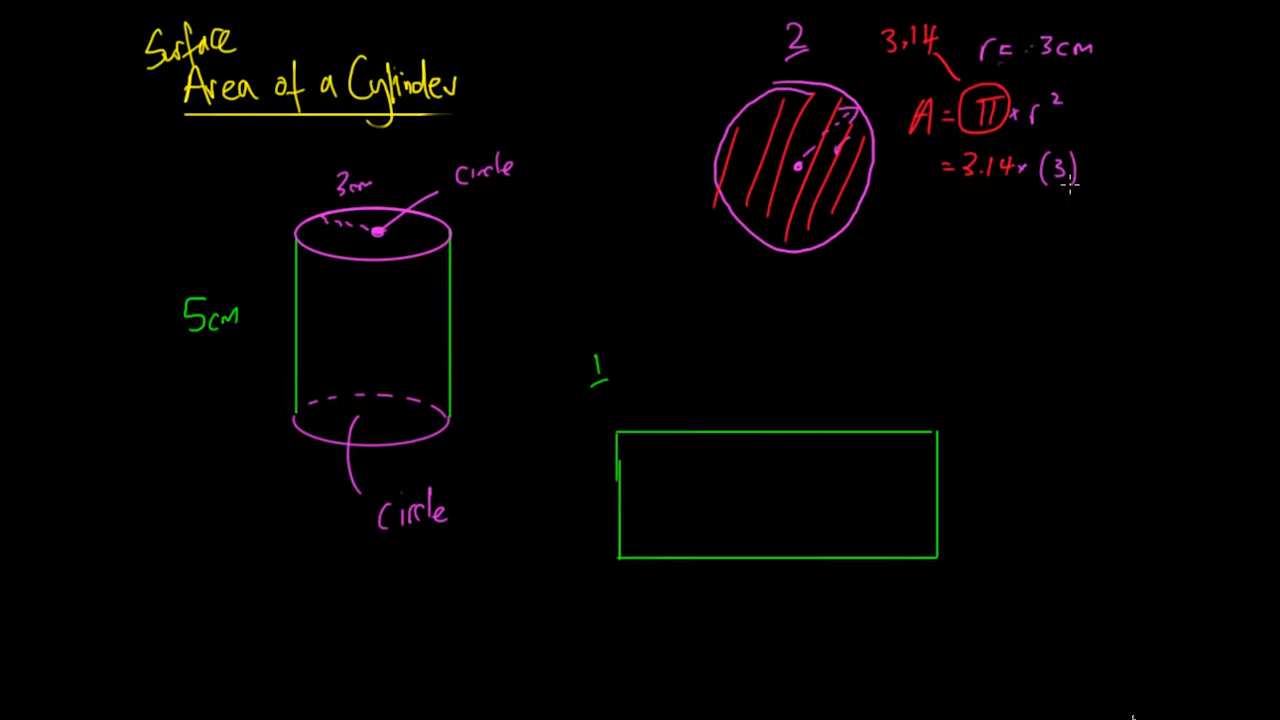 Surface
Area of a Cylinder
3cm
circle
5cm
circle
2
3.14
r = 3cm
A = π × r²
= 3.14 × (3)
1